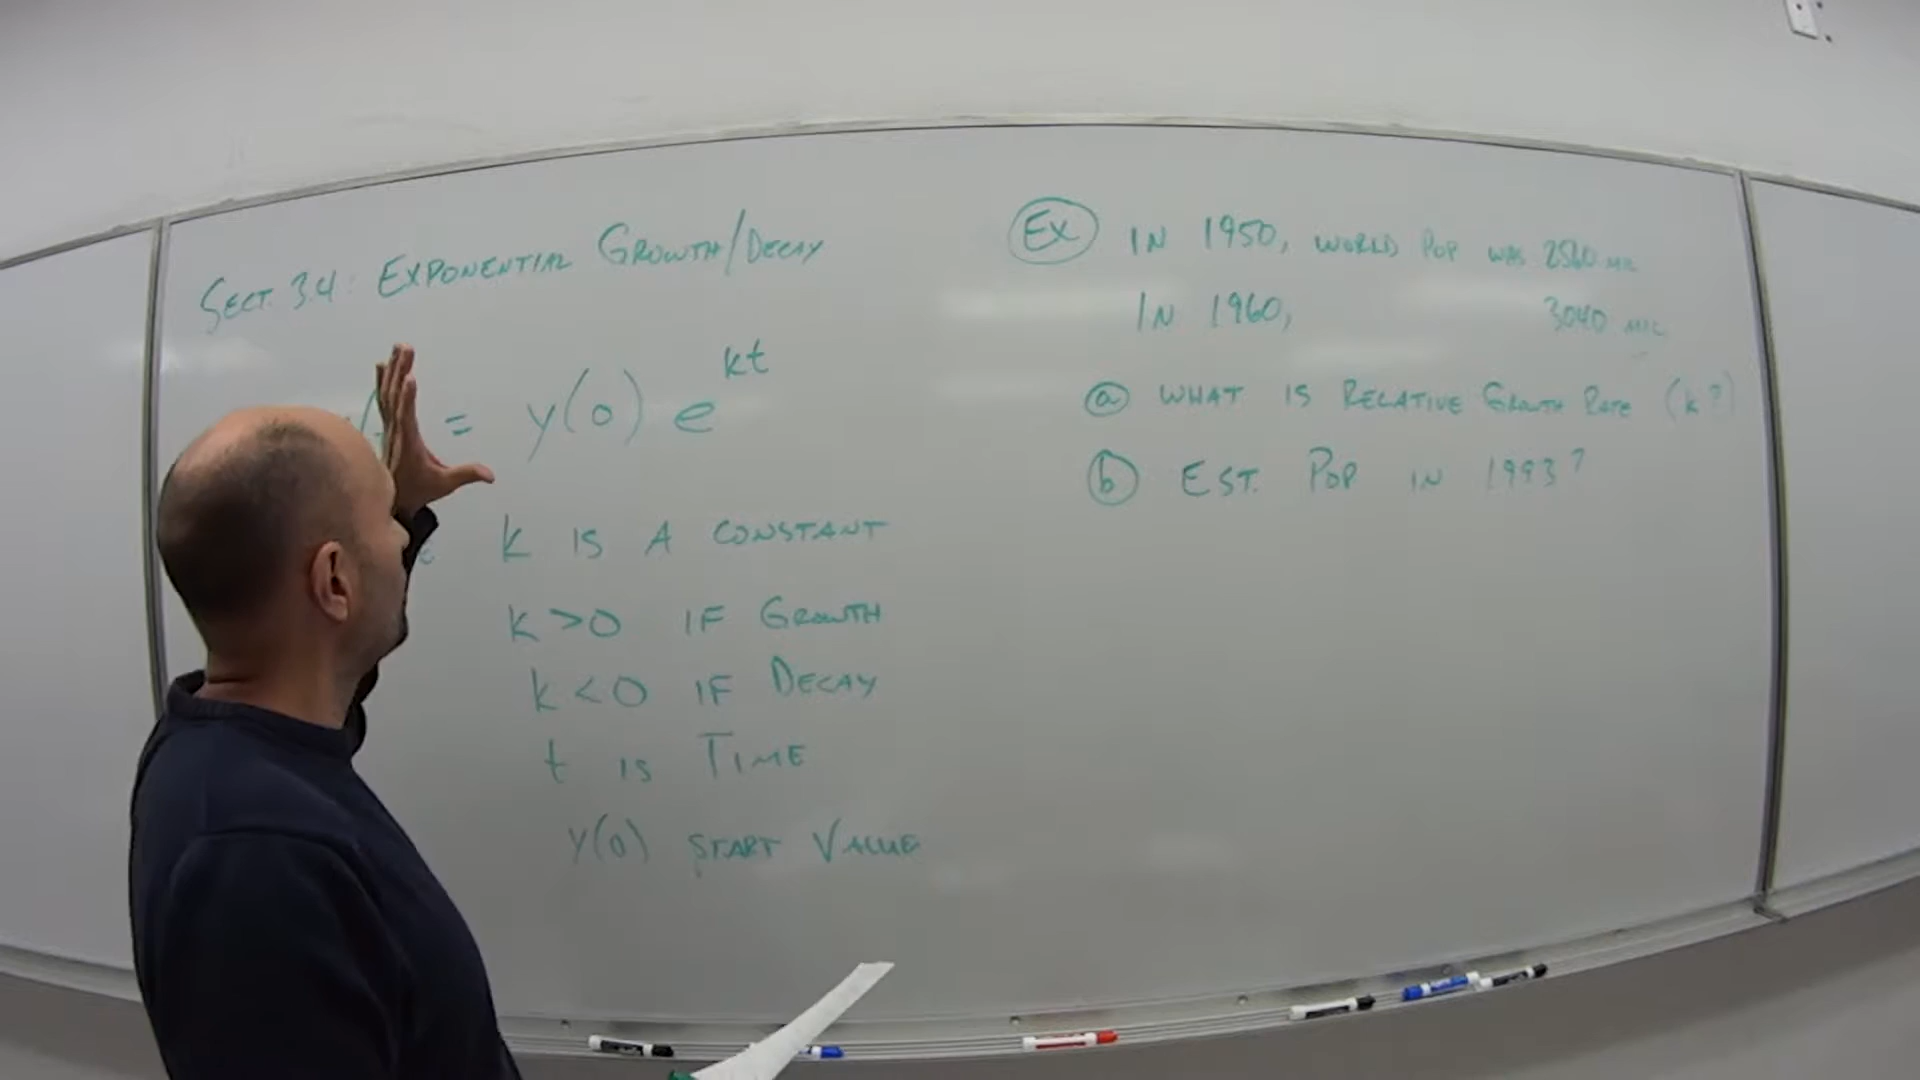 SECT. 3.4: EXPONENTIAL GROWTH/DECAY
= y(0) e^kt
k IS A CONSTANT
k > 0 IF GROWTH
k < 0 IF DECAY
t IS TIME
y(0) START VALUE
Ex IN 1950, WORLD POP WAS 2560 MIL
IN 1960, 3040 MIL
a WHAT IS RELATIVE GROWTH RATE (k?)
b EST. POP IN 1993?